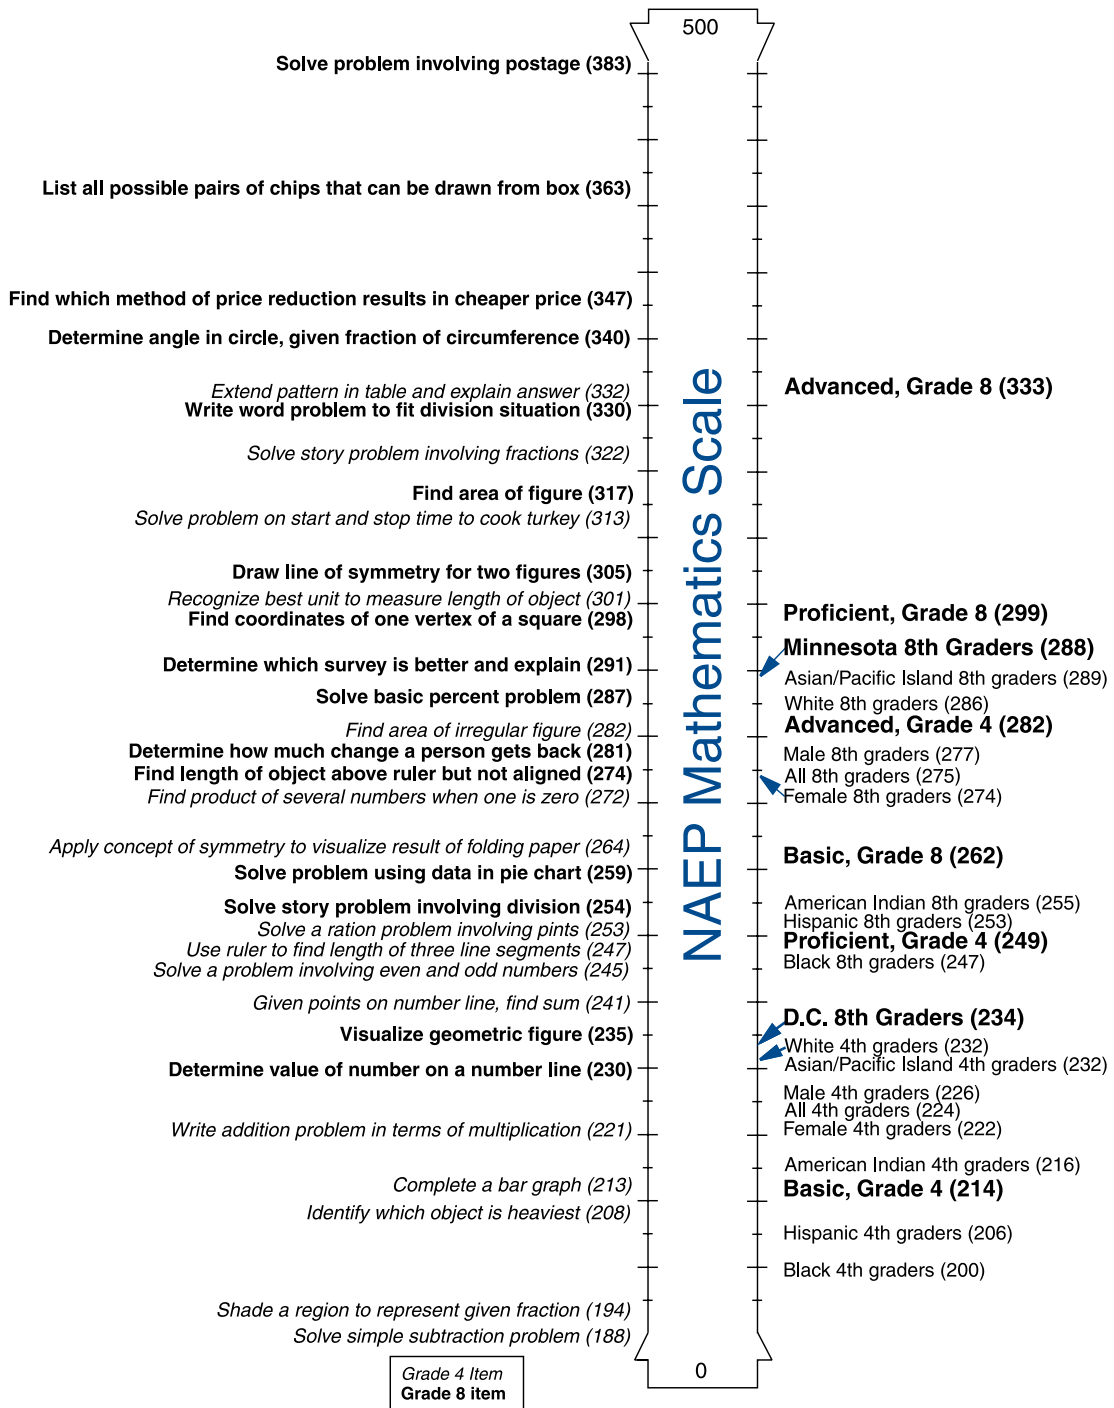 500
Solve problem involving postage (383)
List all possible pairs of chips that can be drawn from box (363)
Find which method of price reduction results in cheaper price (347)
Determine angle in circle, given fraction of circumference (340)
Extend pattern in table and explain answer (332)
Write word problem to fit division situation (330)
Solve story problem involving fractions (322)
Find area of figure (317)
Solve problem on start and stop time to cook turkey (313)
Draw line of symmetry for two figures (305)
Recognize best unit to measure length of object (301)
Find coordinates of one vertex of a square (298)
Determine which survey is better and explain (291)
Solve basic percent problem (287)
Find area of irregular figure (282)
Determine how much change a person gets back (281)
Find length of object above ruler but not aligned (274)
Find product of several numbers when one is zero (272)
Apply concept of symmetry to visualize result of folding paper (264)
Solve problem using data in pie chart (259)
Solve story problem involving division (254)
Solve a ration problem involving pints (253)
Use ruler to find length of three line segments (247)
Solve a problem involving even and odd numbers (245)
Given points on number line, find sum (241)
Visualize geometric figure (235)
Determine value of number on a number line (230)
Write addition problem in terms of multiplication (221)
Complete a bar graph (213)
Identify which object is heaviest (208)
Shade a region to represent given fraction (194)
Solve simple subtraction problem (188)
Grade 4 Item
Grade 8 item
NAEP Mathematics Scale
Advanced, Grade 8 (333)
Proficient, Grade 8 (299)
Minnesota 8th Graders (288)
Asian/Pacific Island 8th graders (289)
White 8th graders (286)
Advanced, Grade 4 (282)
Male 8th graders (277)
All 8th graders (275)
Female 8th graders (274)
Basic, Grade 8 (262)
American Indian 8th graders (255)
Hispanic 8th graders (253)
Proficient, Grade 4 (249)
Black 8th graders (247)
D.C. 8th Graders (234)
White 4th graders (232)
Asian/Pacific Island 4th graders (232)
Male 4th graders (226)
All 4th graders (224)
Female 4th graders (222)
American Indian 4th graders (216)
Basic, Grade 4 (214)
Hispanic 4th graders (206)
Black 4th graders (200)
0